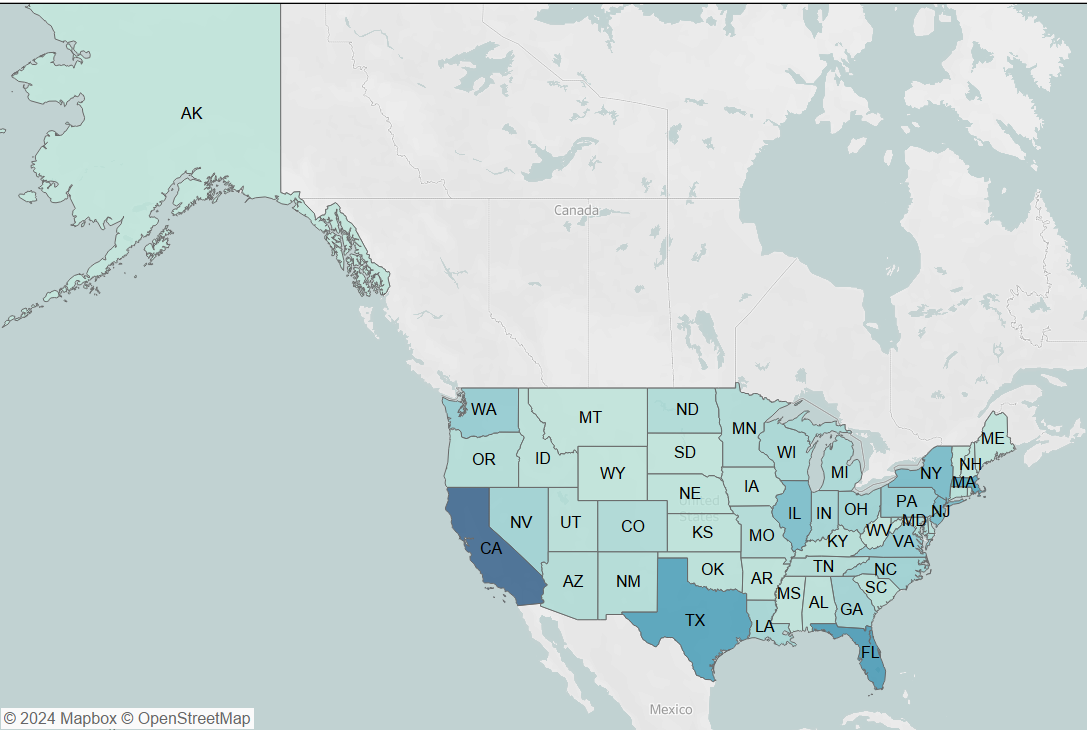 AK
Canada
WA
MT
ND
MN
ME
OR
ID
SD
WI
NH
WY
MI
NY
MA
IA
NE
United
States
PA
NJ
NV
UT
CO
KS
MO
IL
IN
OH
MD
WV
VA
KY
CA
AZ
NM
OK
AR
TN
NC
MS
AL
SC
GA
TX
LA
FL
Mexico
© 2024 Mapbox © OpenStreetMap